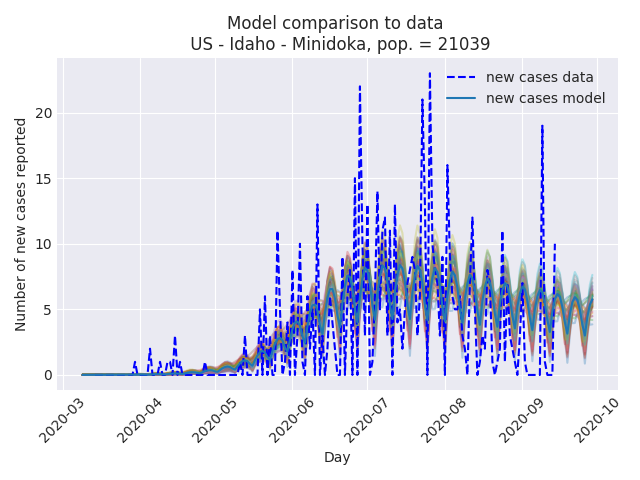 Model comparison to data
US - Idaho - Minidoka, pop. = 21039
new cases data
new cases model
Number of new cases reported
20
15
10
5
0
2020-03
2020-04
2020-05
2020-06
2020-07
2020-08
2020-09
2020-10
Day